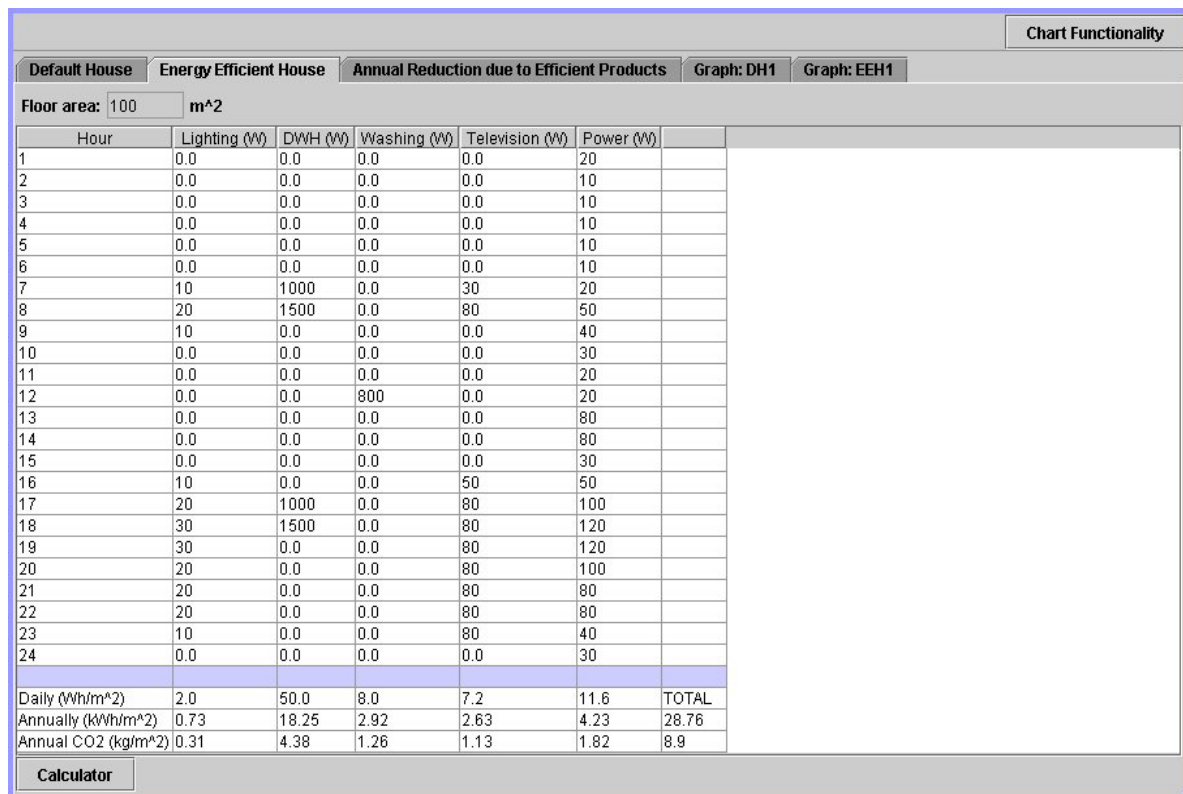 Chart Functionality
Default House Energy Efficient House Annual Reduction due to Efficient Products Graph: DH1 Graph: EEH1
Floor area: 100 m^2
Hour Lighting (W) DWH (W) Washing (W) Television (W) Power (W)
1 0.0 0.0 0.0 0.0 20
2 0.0 0.0 0.0 0.0 10
3 0.0 0.0 0.0 0.0 10
4 0.0 0.0 0.0 0.0 10
5 0.0 0.0 0.0 0.0 10
6 0.0 0.0 0.0 0.0 10
7 10 1000 0.0 30 20
8 20 1500 0.0 80 50
9 10 0.0 0.0 0.0 40
10 0.0 0.0 0.0 0.0 30
11 0.0 0.0 0.0 0.0 20
12 0.0 0.0 800 0.0 20
13 0.0 0.0 0.0 0.0 80
14 0.0 0.0 0.0 0.0 80
15 0.0 0.0 0.0 0.0 30
16 10 0.0 0.0 50 50
17 20 1000 0.0 80 100
18 30 1500 0.0 80 120
19 30 0.0 0.0 80 120
20 20 0.0 0.0 80 100
21 20 0.0 0.0 80 80
22 20 0.0 0.0 80 80
23 10 0.0 0.0 80 40
24 0.0 0.0 0.0 0.0 30
Daily (Wh/m^2) 2.0 50.0 8.0 7.2 11.6 TOTAL
Annually (kWh/m^2) 0.73 18.25 2.92 2.63 4.23 28.76
Annual CO2 (kg/m^2) 0.31 4.38 1.26 1.13 1.82 8.9
Calculator